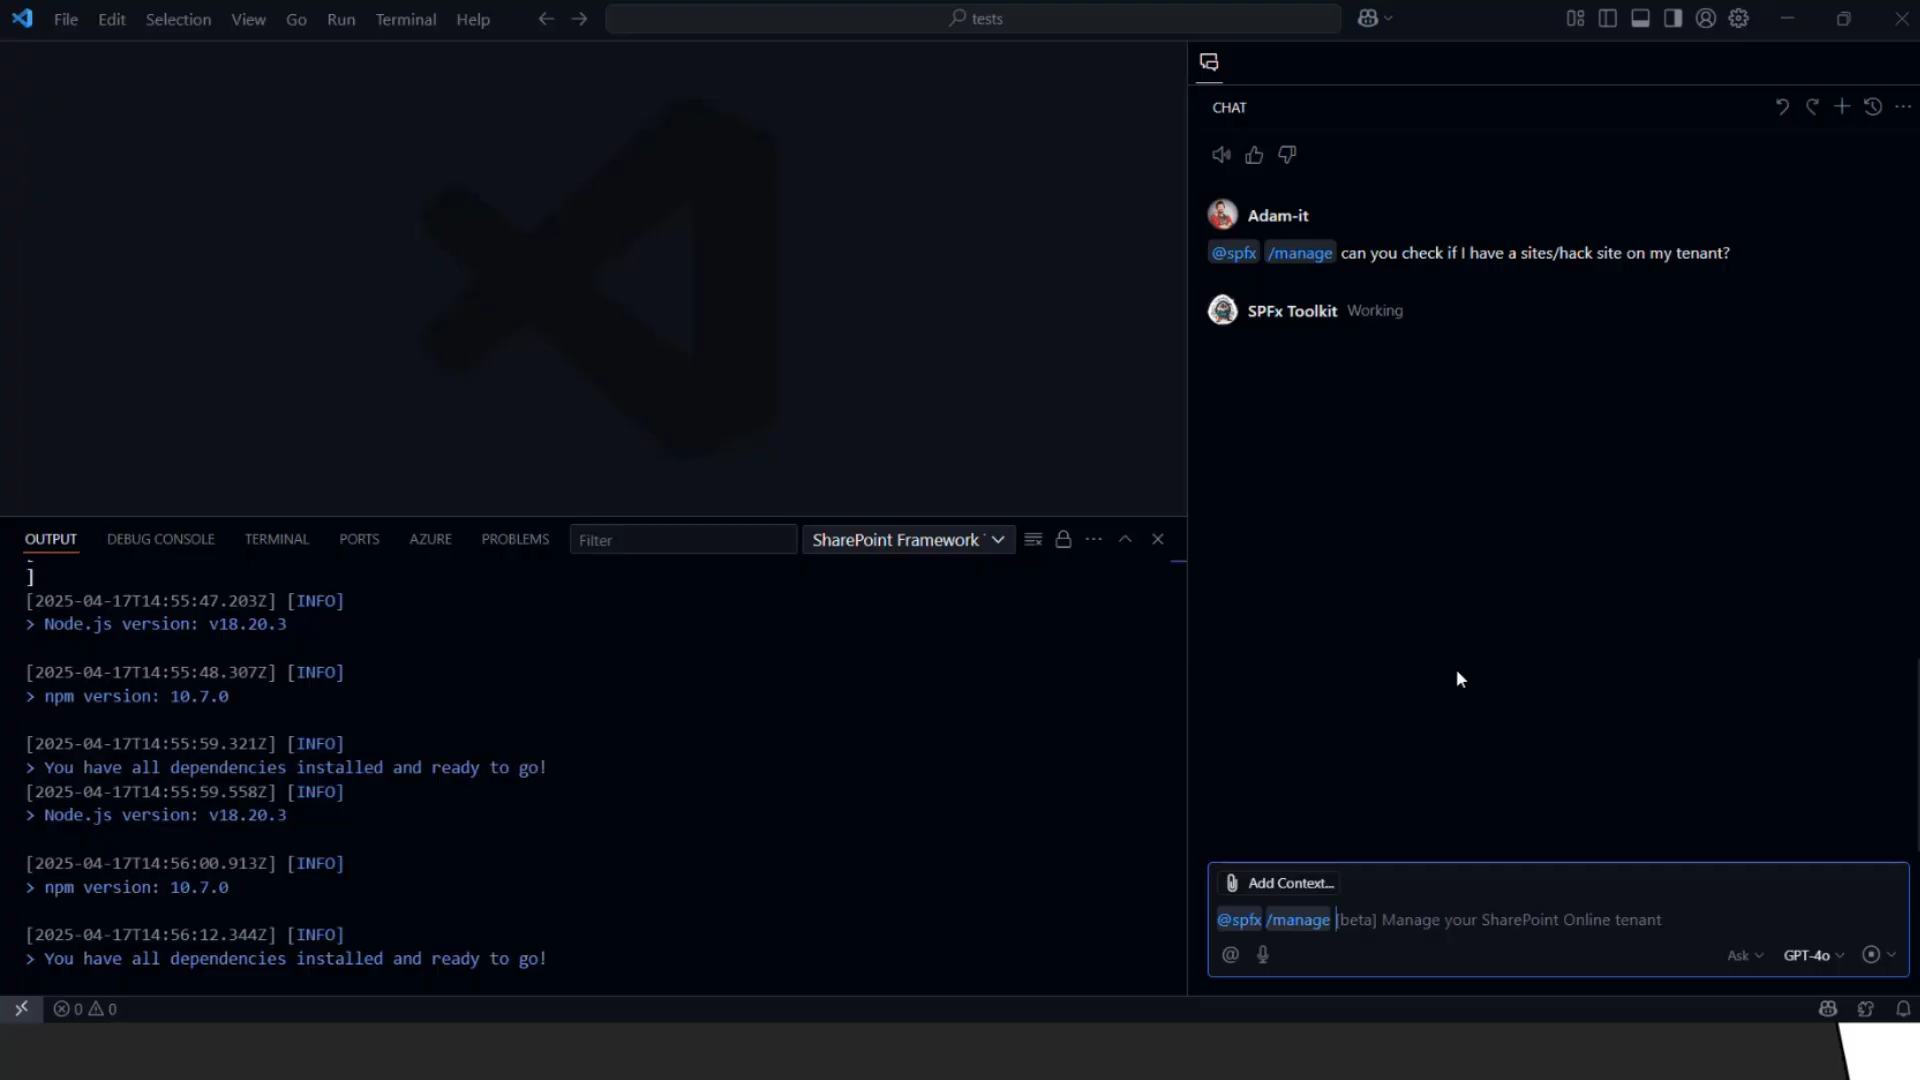 File Edit Selection View Go Run Terminal Help
tests
CHAT
Adam-it
@spfx /manage can you check if I have a sites/hack site on my tenant?
SPFx Toolkit Working
OUTPUT DEBUG CONSOLE TERMINAL PORTS AZURE PROBLEMS Filter SharePoint Framework
]
[2025-04-17T14:55:47.203Z] [INFO]
> Node.js version: v18.20.3
[2025-04-17T14:55:48.307Z] [INFO]
> npm version: 10.7.0
[2025-04-17T14:55:59.321Z] [INFO]
> You have all dependencies installed and ready to go!
[2025-04-17T14:55:59.558Z] [INFO]
> Node.js version: v18.20.3
[2025-04-17T14:56:00.913Z] [INFO]
> npm version: 10.7.0
[2025-04-17T14:56:12.344Z] [INFO]
> You have all dependencies installed and ready to go!
Add Context...
@spfx /manage [beta] Manage your SharePoint Online tenant
@ Ask GPT-4o
0 0